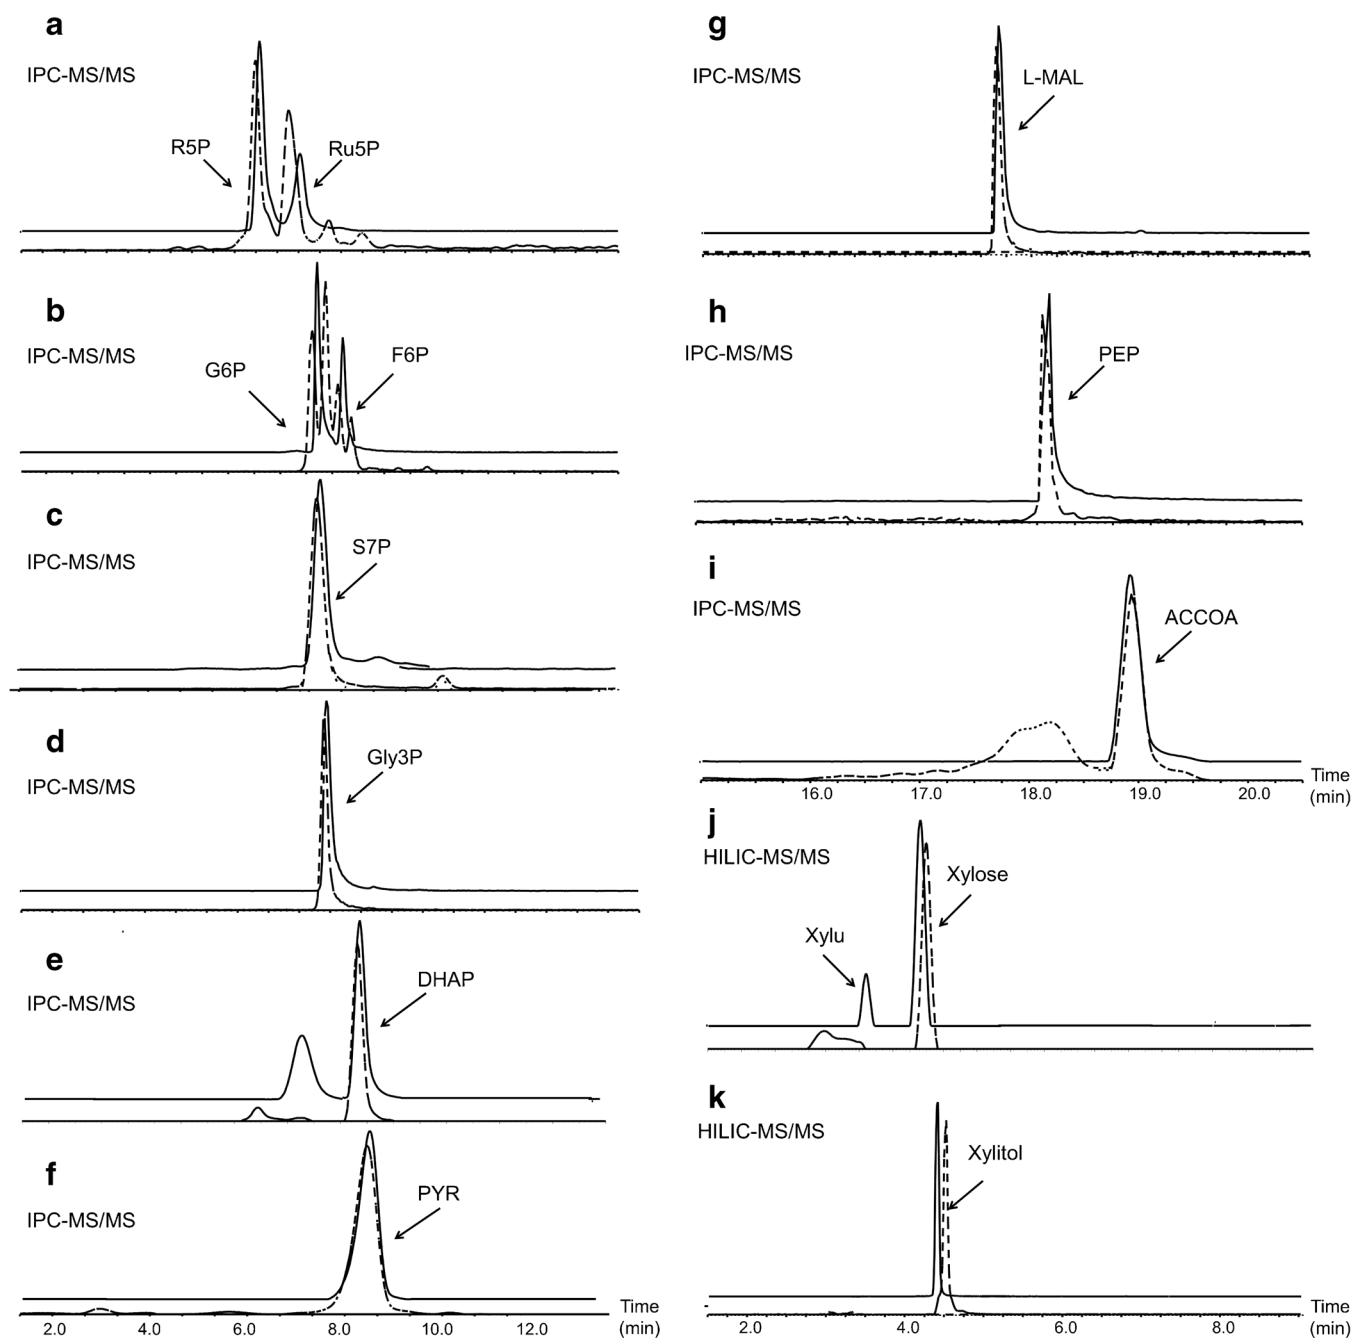 a
IPC-MS/MS
R5P
Ru5P
b
IPC-MS/MS
G6P
F6P
c
IPC-MS/MS
S7P
d
IPC-MS/MS
Gly3P
e
IPC-MS/MS
DHAP
f
IPC-MS/MS
PYR
Time
2.0 4.0 6.0 8.0 10.0 12.0 (min)
g
IPC-MS/MS
L-MAL
h
IPC-MS/MS
PEP
i
IPC-MS/MS
ACCOA
Time
16.0 17.0 18.0 19.0 20.0 (min)
j
HILIC-MS/MS
Xylose
Xylu
k
HILIC-MS/MS
Xylitol
Time
2.0 4.0 6.0 8.0 (min)